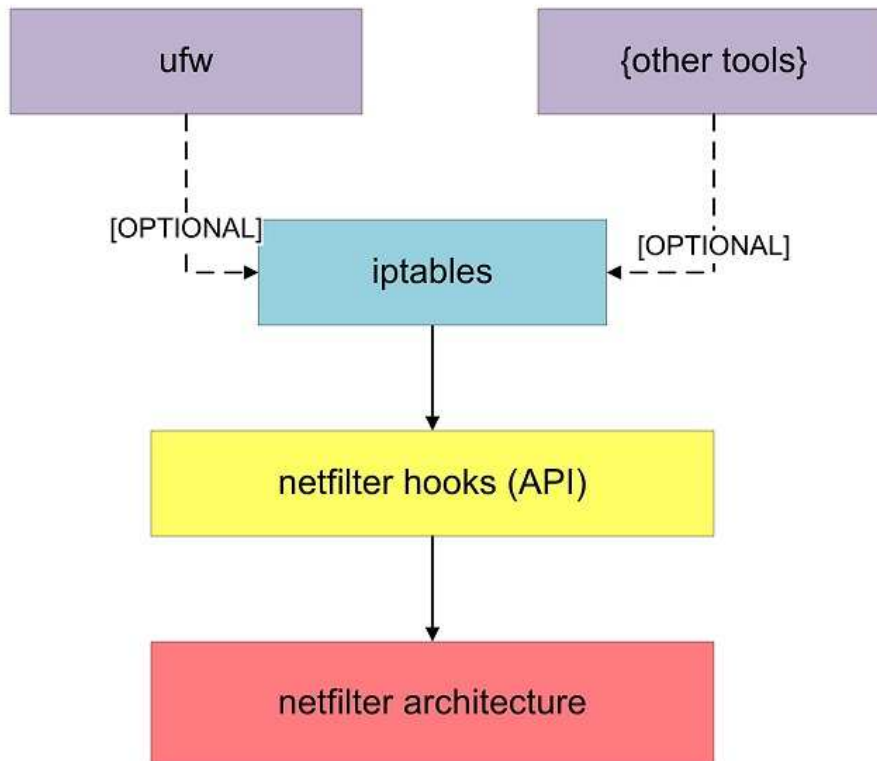 ufw
{other tools}
[OPTIONAL]
[OPTIONAL]
iptables
netfilter hooks (API)
netfilter architecture